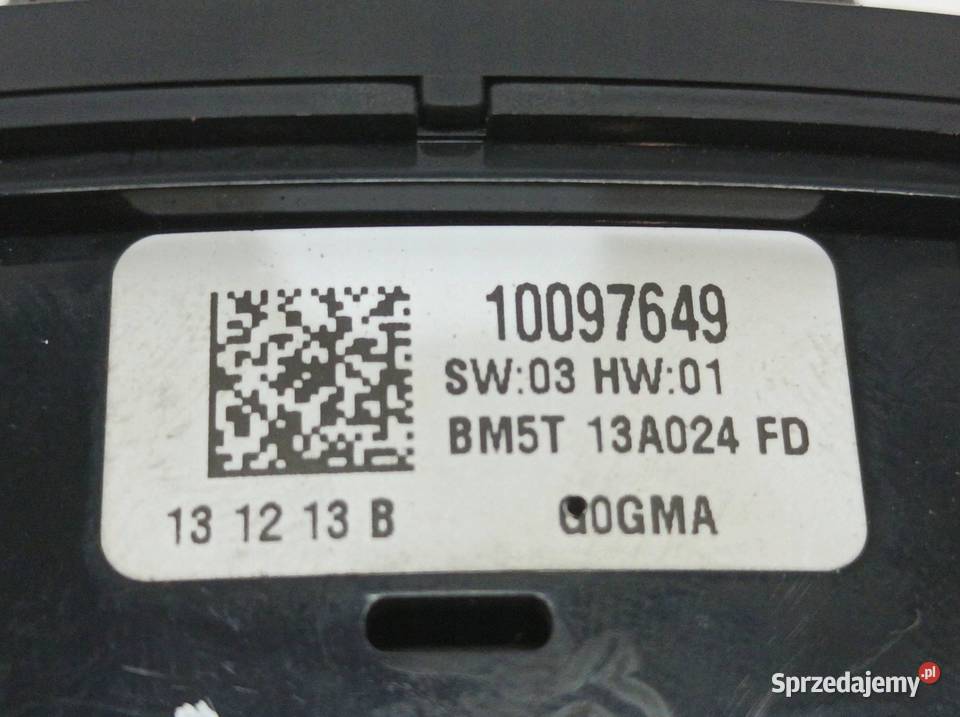 10097649
SW:03 HW:01
BM5T 13A024 FD
13 12 13 B
G0GMA
Sprzedajemy.pl